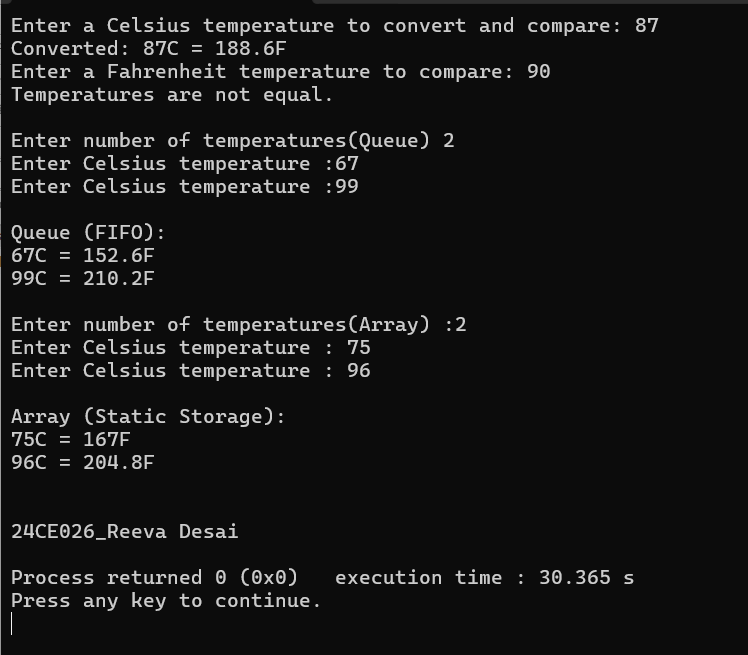 Enter a Celsius temperature to convert and compare: 87
Converted: 87C = 188.6F
Enter a Fahrenheit temperature to compare: 90
Temperatures are not equal.
Enter number of temperatures(Queue) 2
Enter Celsius temperature :67
Enter Celsius temperature :99
Queue (FIFO):
67C = 152.6F
99C = 210.2F
Enter number of temperatures(Array) :2
Enter Celsius temperature : 75
Enter Celsius temperature : 96
Array (Static Storage):
75C = 167F
96C = 204.8F
24CE026_Reeva Desai
Process returned 0 (0x0)   execution time : 30.365 s
Press any key to continue.